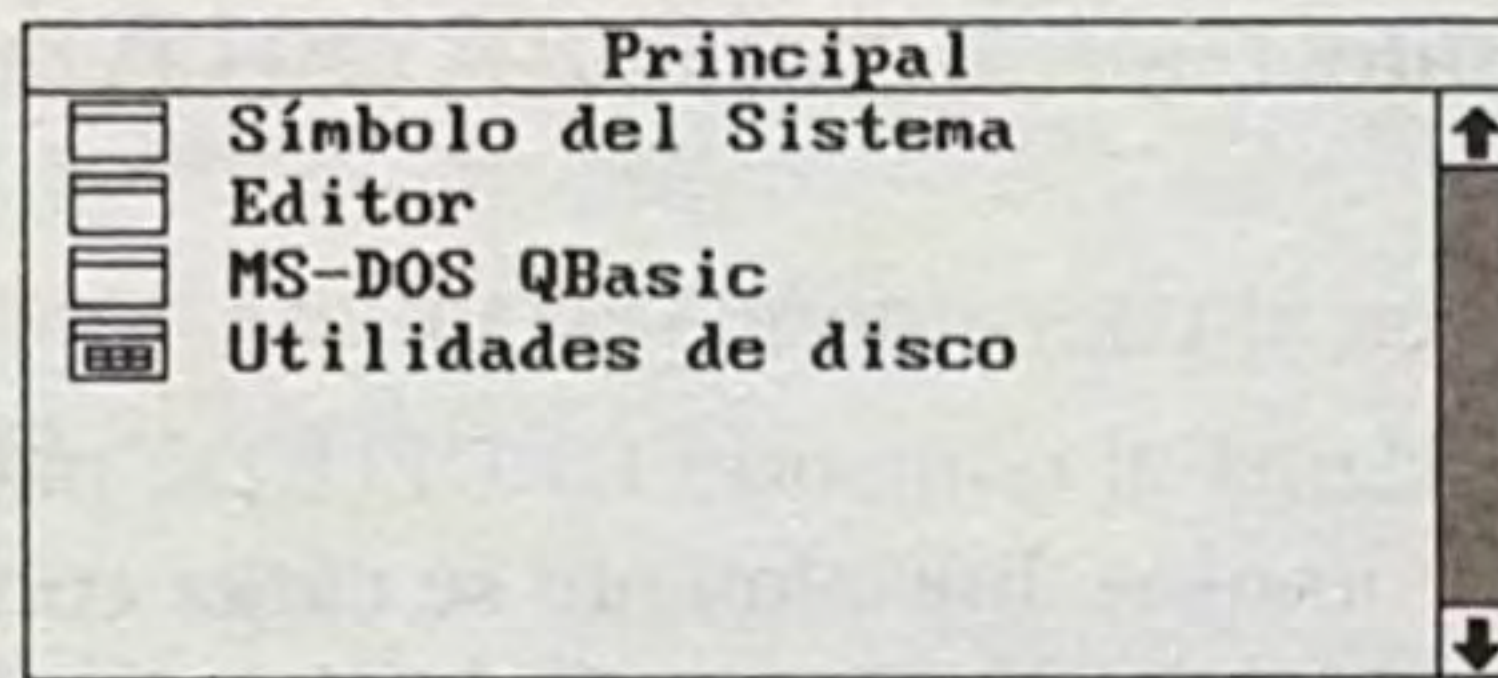 Principal
Símbolo del Sistema
Editor
MS-DOS QBasic
Utilidades de disco